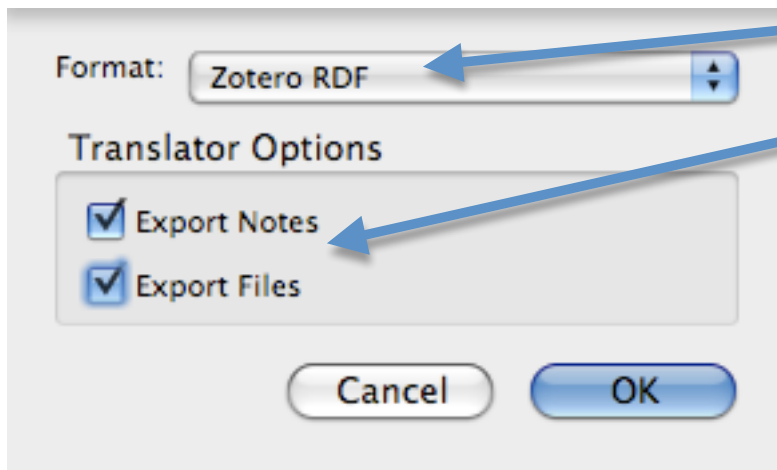 Format: Zotero RDF
Translator Options
Export Notes
Export Files
Cancel OK